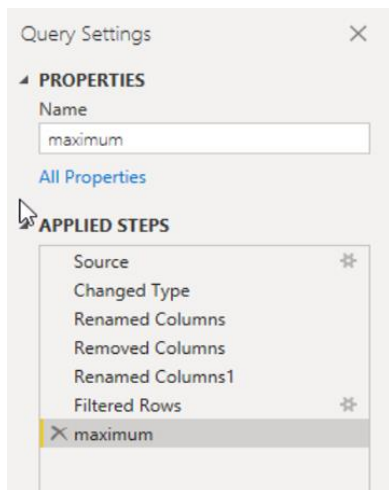 Query Settings
PROPERTIES
Name
maximum
All Properties
APPLIED STEPS
Source
Changed Type
Renamed Columns
Removed Columns
Renamed Columns1
Filtered Rows
maximum